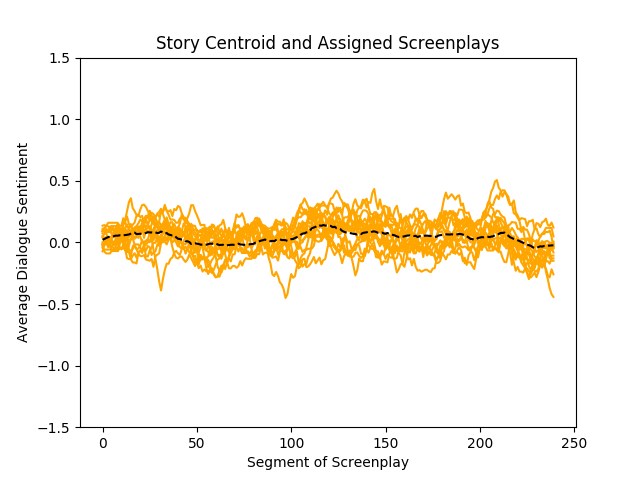 Story Centroid and Assigned Screenplays
1.5
1.0
0.5
0.0
−0.5
−1.0
−1.5
Average Dialogue Sentiment
0 50 100 150 200 250
Segment of Screenplay